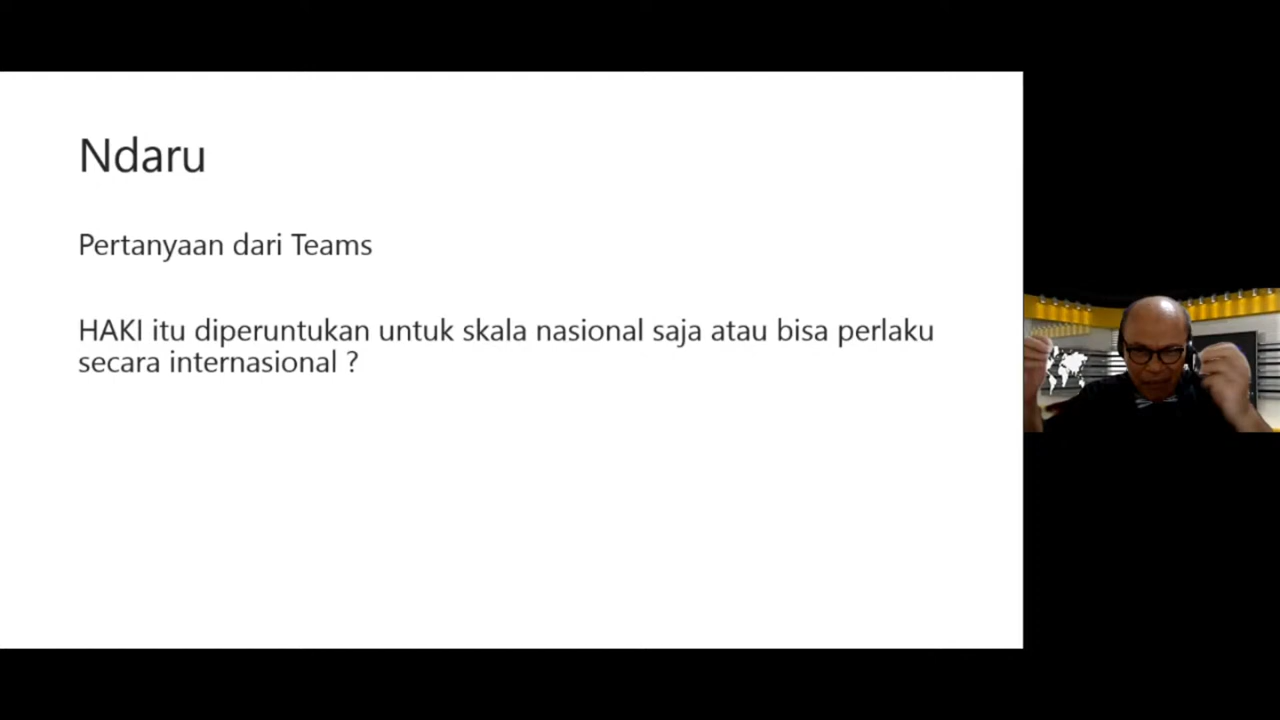 Ndaru
Pertanyaan dari Teams
HAKI itu diperuntukan untuk skala nasional saja atau bisa perlaku
secara internasional ?